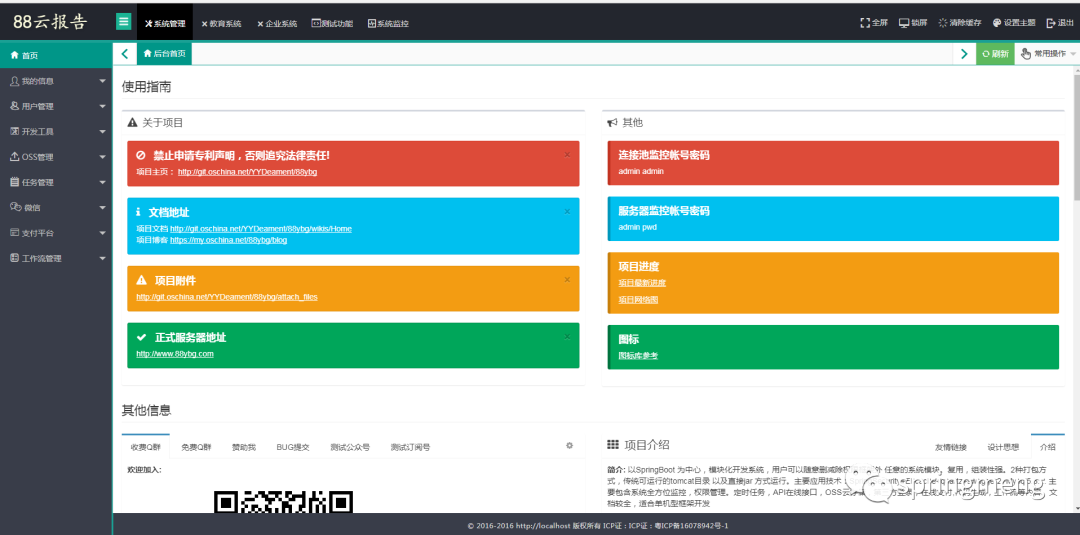 88云报告
系统管理
教育系统
企业系统
测试功能
系统监控
全屏
锁屏
清除缓存
设置主题
退出
首页
后台首页
刷新
常用操作
我的信息
用户管理
开发工具
OSS管理
任务管理
微信
支付平台
工作流管理
使用指南
关于项目
禁止申请专利声明，否则追究法律责任!
项目主页： http://git.oschina.net/YYDeament/88ybg
文档地址
项目文档 http://git.oschina.net/YYDeament/88ybg/wikis/Home
项目博客 https://my.oschina.net/88ybg/blog
项目附件
http://git.oschina.net/YYDeament/88ybg/attach_files
正式服务器地址
http://www.88ybg.com
其他
连接池监控帐号密码
admin admin
服务器监控帐号密码
admin pwd
项目进度
项目最新进度
项目网络图
图标
图标库参考
其他信息
收费Q群
免费Q群
赞助我
BUG提交
测试公众号
测试订阅号
欢迎加入:
项目介绍
友情链接
设计思想
介绍
简介: 以SpringBoot 为中心，模块化开发系统，用户可以随意删减除权限 外 任意的系统模块。复用，组装性强。2种打包方
式，传统可运行的tomcat目录 以及直接jar 方式运行。主要应用技术：
要包含系统全方位监控，权限管理。定时任务，API在线接口，OSS云
档较全，适合单机型框架开发
springmeng
© 2016-2016 http://localhost 版权所有 ICP证：ICP证：粤ICP备16078942号-1